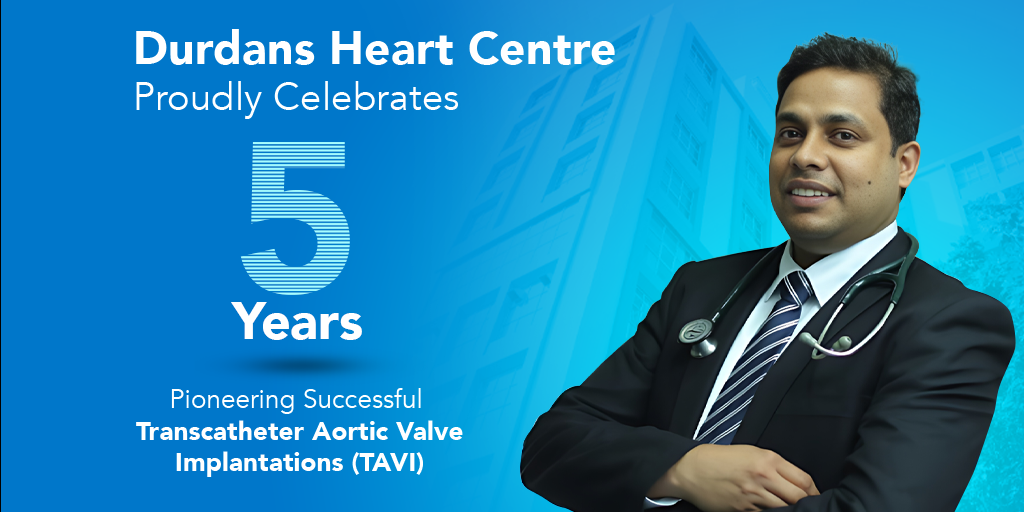 Durdans Heart Centre
Proudly Celebrates
5
Years
Pioneering Successful
Transcatheter Aortic Valve
Implantations (TAVI)